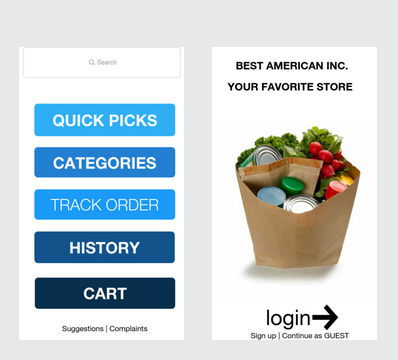 Search
QUICK PICKS
CATEGORIES
TRACK ORDER
HISTORY
CART
Suggestions | Complaints
BEST AMERICAN INC.
YOUR FAVORITE STORE
login
Sign up | Continue as GUEST